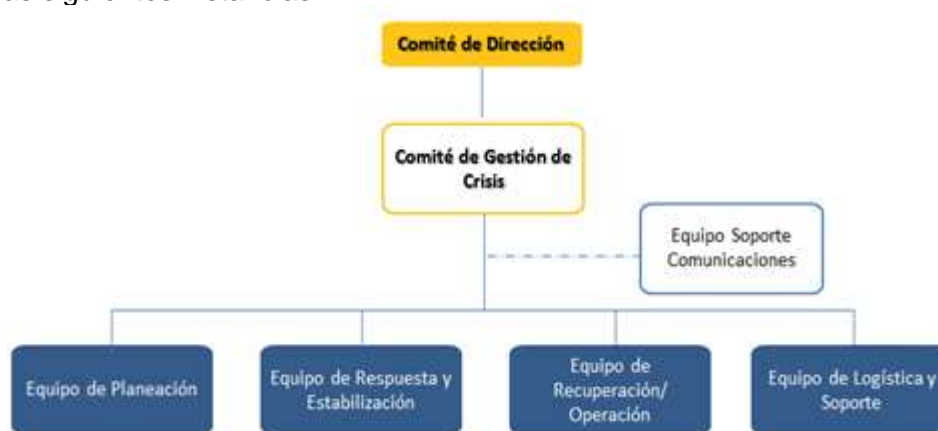 Comité de Dirección
Comité de Gestión de
Crisis
Equipo Soporte
Comunicaciones
Equipo de Planeación
Equipo de Respuesta y
Estabilización
Equipo de
Recuperación/
Operación
Equipo de Logística y
Soporte